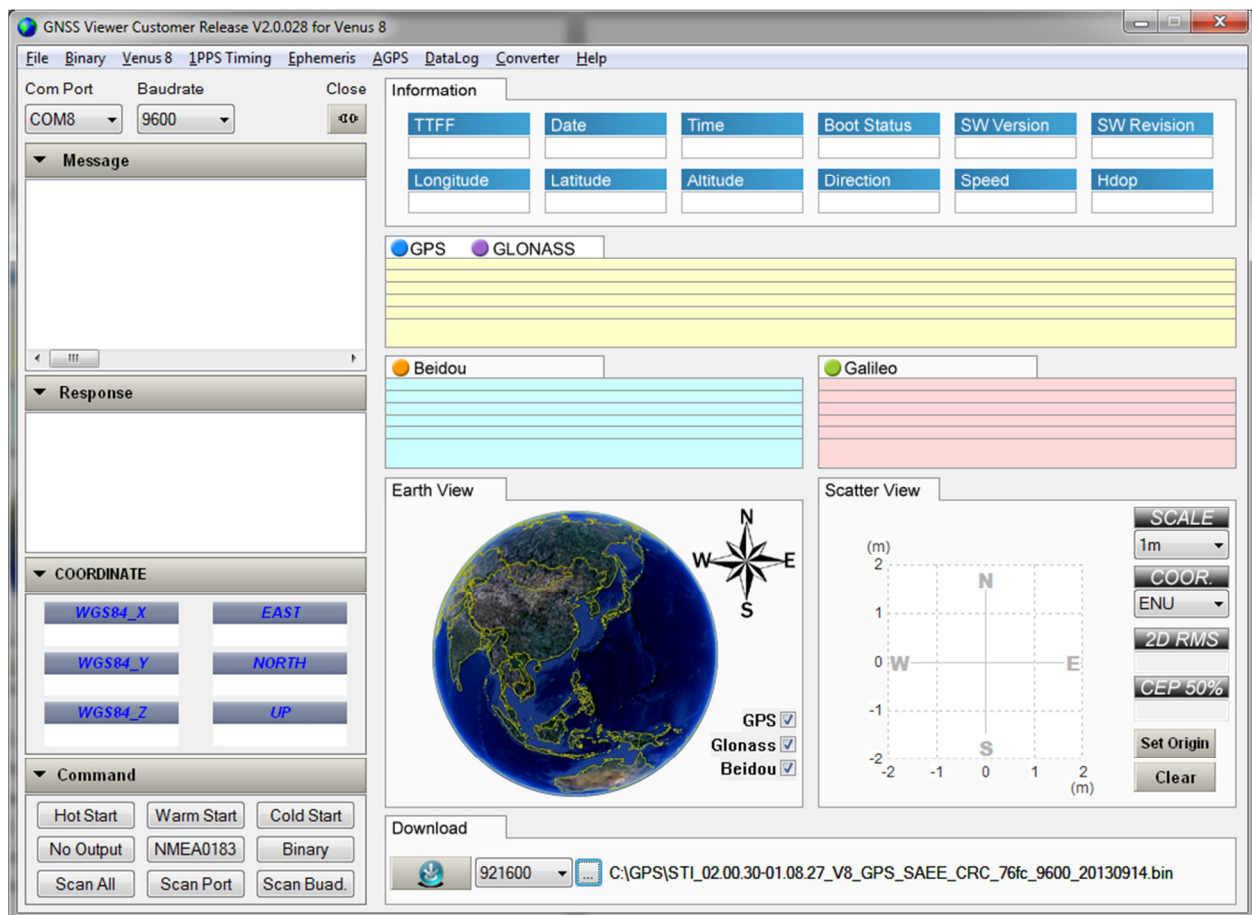 GNSS Viewer Customer Release V2.0.028 for Venus 8
File Binary Venus 8 1PPS Timing Ephemeris AGPS DataLog Converter Help
Com Port Baudrate Close
COM8 9600
Message
Response
COORDINATE
WGS84_X EAST
WGS84_Y NORTH
WGS84_Z UP
Command
Hot Start Warm Start Cold Start
No Output NMEA0183 Binary
Scan All Scan Port Scan Buad.
Information
TTFF Date Time Boot Status SW Version SW Revision
Longitude Latitude Altitude Direction Speed Hdop
GPS GLONASS
Beidou
Galileo
Earth View
N
W E
S
GPS
Glonass
Beidou
Scatter View
(m)
2
1
0
-1
-2
N
W E
S
-2 -1 0 1 2
(m)
SCALE
1m
COOR.
ENU
2D RMS
CEP 50%
Set Origin
Clear
Download
921600 ... C:\GPS\STI_02.00.30-01.08.27_V8_GPS_SAEE_CRC_76fc_9600_20130914.bin